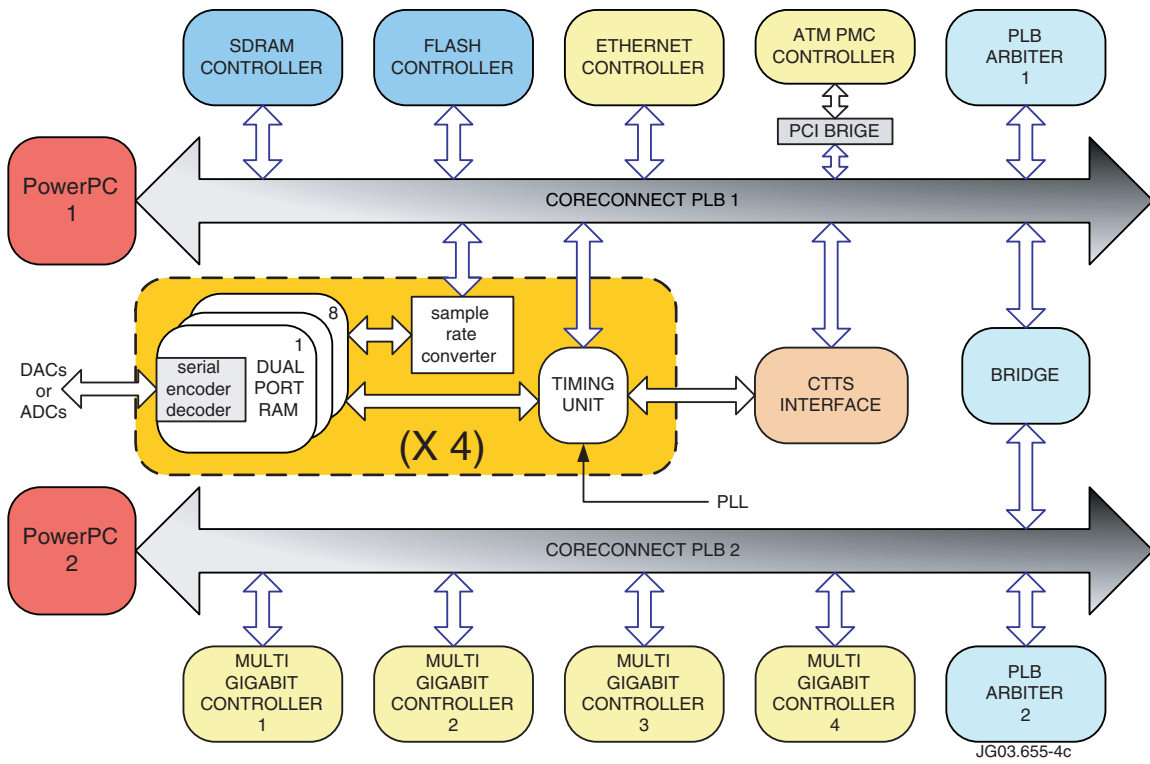 SDRAM
CONTROLLER
FLASH
CONTROLLER
ETHERNET
CONTROLLER
ATM PMC
CONTROLLER
PLB
ARBITER
1
PCI BRIGE
PowerPC
1
CORECONNECT PLB 1
8
1
sample
rate
converter
DACs
or
ADCs
serial
encoder
decoder
DUAL
PORT
RAM
TIMING
UNIT
CTTS
INTERFACE
BRIDGE
(X 4)
PLL
PowerPC
2
CORECONNECT PLB 2
MULTI
GIGABIT
CONTROLLER
1
MULTI
GIGABIT
CONTROLLER
2
MULTI
GIGABIT
CONTROLLER
3
MULTI
GIGABIT
CONTROLLER
4
PLB
ARBITER
2
JG03.655-4c